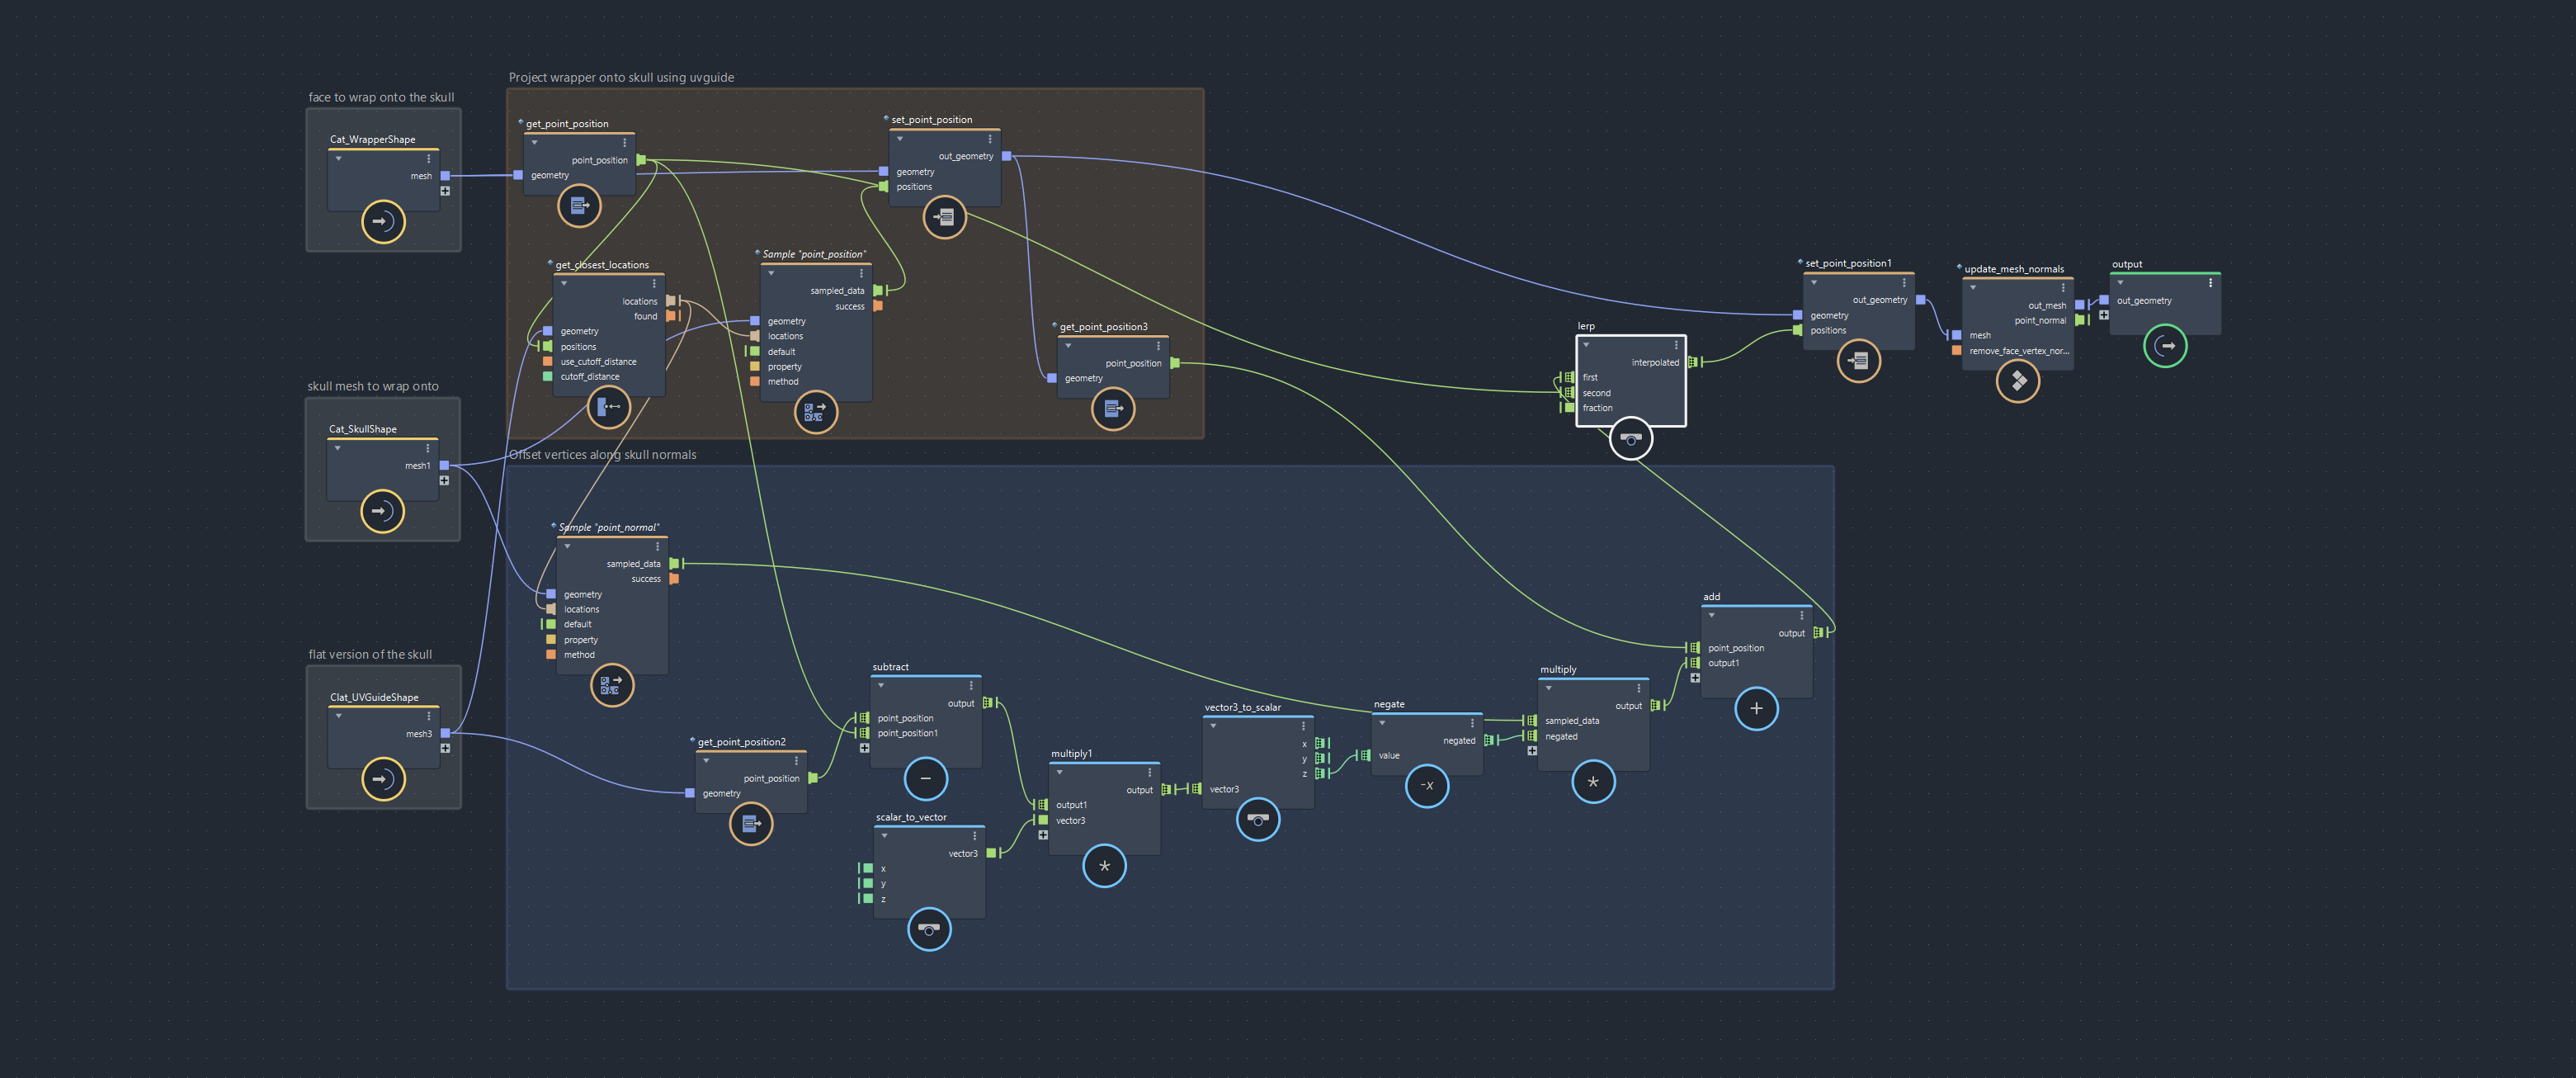 Project wrapper onto skull using uvguide
face to wrap onto the skull
Cat_WrapperShape
mesh
get_point_position
point_position
geometry
set_point_position
out_geometry
geometry
positions
get_closest_locations
locations
found
geometry
positions
use_cutoff_distance
cutoff_distance
Sample "point_position"
sampled_data
success
geometry
locations
default
property
method
get_point_position3
point_position
geometry
lerp
interpolated
first
second
fraction
set_point_position1
out_geometry
geometry
positions
update_mesh_normals
out_mesh
point_normal
mesh
remove_face_vertex_nor...
output
out_geometry
skull mesh to wrap onto
Cat_SkullShape
mesh1
Offset vertices along skull normals
Sample "point_normal"
sampled_data
success
geometry
locations
default
property
method
flat version of the skull
Clat_UVGuideShape
mesh3
get_point_position2
point_position
geometry
subtract
output
point_position
point_position1
scalar_to_vector
vector3
x
y
z
multiply1
output
output1
vector3
vector3_to_scalar
x
y
z
vector3
negate
negated
value
-x
multiply
output
sampled_data
negated
add
output
point_position
output1